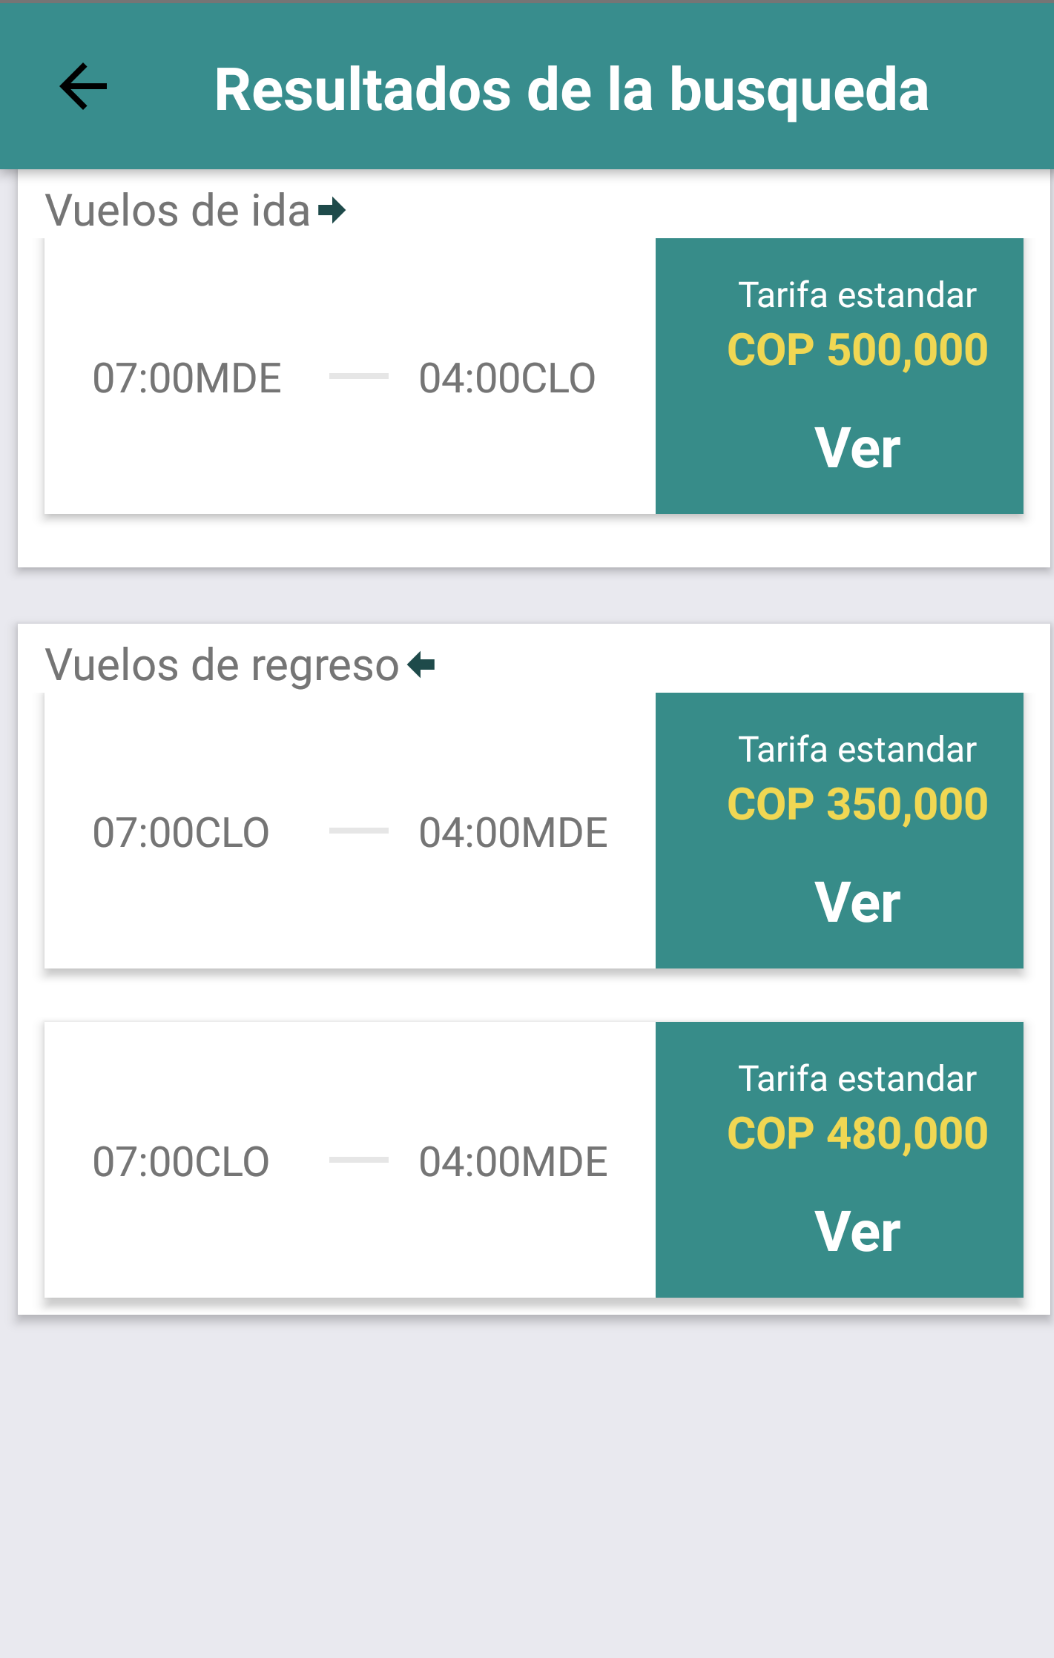 Resultados de la busqueda
Vuelos de ida
07:00MDE 04:00CLO
Tarifa estandar
COP 500,000
Ver
Vuelos de regreso
07:00CLO 04:00MDE
Tarifa estandar
COP 350,000
Ver
07:00CLO 04:00MDE
Tarifa estandar
COP 480,000
Ver